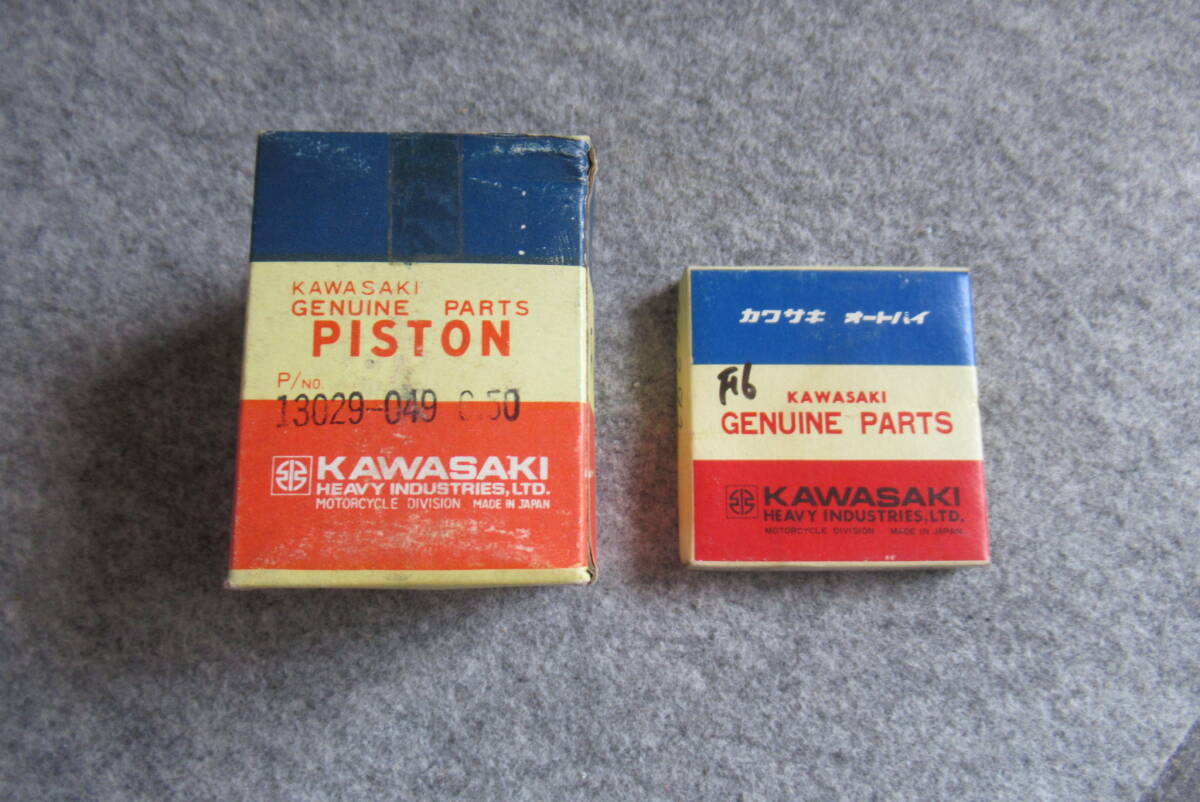 KAWASAKI
GENUINE PARTS
PISTON
P/NO.
13029-049 0.50
KAWASAKI
HEAVY INDUSTRIES, LTD.
MOTORCYCLE DIVISION MADE IN JAPAN
カワサキ オートバイ
F16
KAWASAKI
GENUINE PARTS
KAWASAKI
HEAVY INDUSTRIES, LTD.
MOTORCYCLE DIVISION MADE IN JAPAN